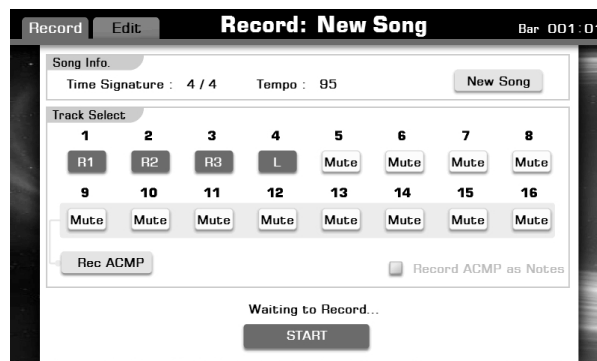 Record Edit Record: New Song Bar 001:01
Song Info.
Time Signature : 4 / 4 Tempo : 95 New Song
Track Select
1 2 3 4 5 6 7 8
R1 R2 R3 L Mute Mute Mute Mute
9 10 11 12 13 14 15 16
Mute Mute Mute Mute Mute Mute Mute Mute
Rec ACMP Record ACMP as Notes
Waiting to Record...
START